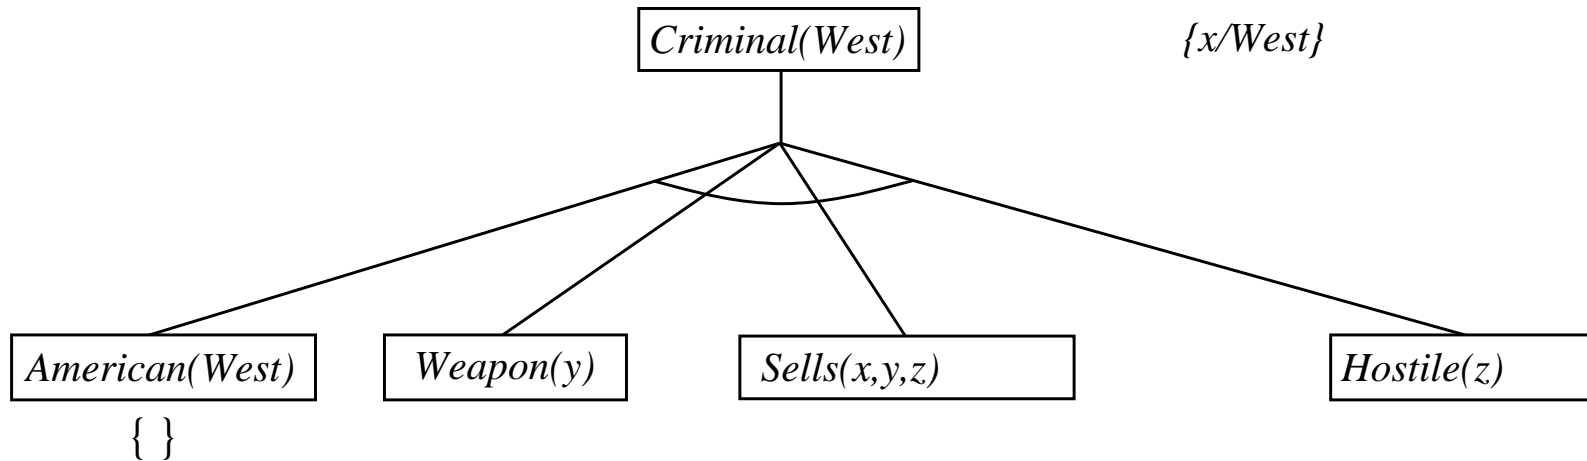 Criminal(West)
{x/West}
American(West)
Weapon(y)
Sells(x,y,z)
Hostile(z)
{ }